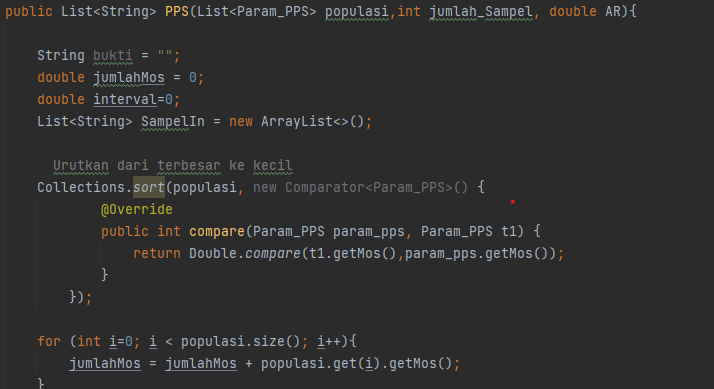 public List<String> PPS(List<Param_PPS> populasi,int jumlah_Sampel, double AR){
String bukti = "";
double jumlahMos = 0;
double interval=0;
List<String> SampelIn = new ArrayList<>();
Urutkan dari terbesar ke kecil
Collections.sort(populasi, new Comparator<Param_PPS>() {
@Override
public int compare(Param_PPS param_pps, Param_PPS t1) {
return Double.compare(t1.getMos(),param_pps.getMos());
}
});
for (int i=0; i < populasi.size(); i++){
jumlahMos = jumlahMos + populasi.get(i).getMos();
}